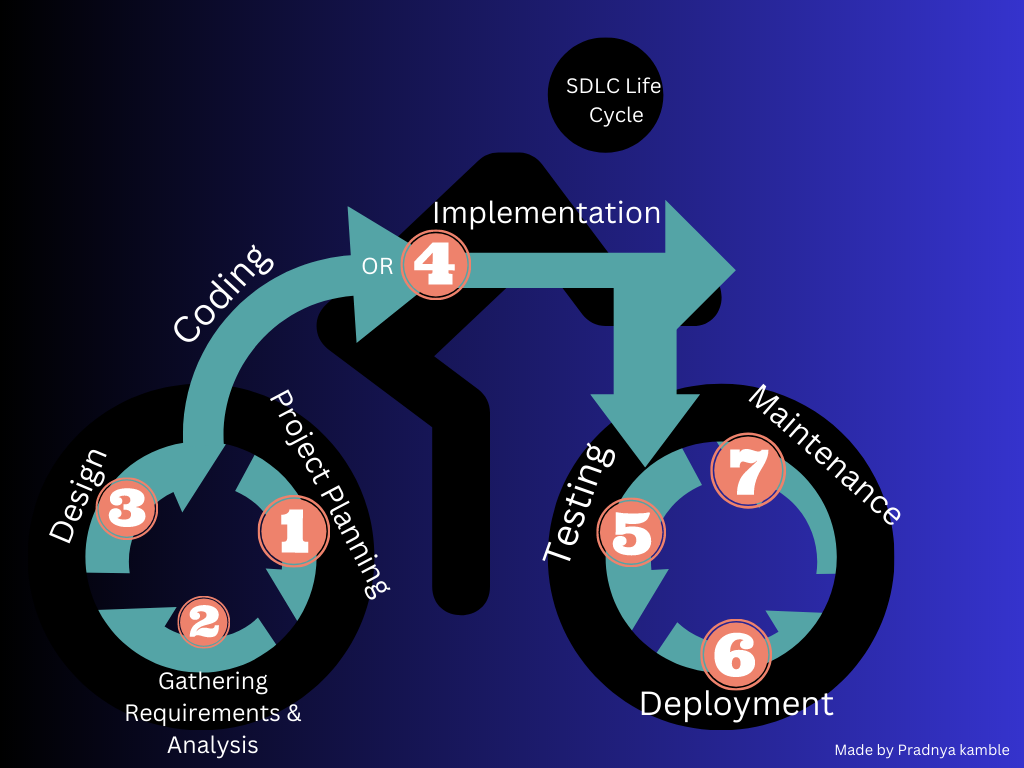 SDLC Life
Cycle
Implementation
Coding
OR
4
Project Planning
1
Gathering
Requirements &
Analysis
2
Design
3
Testing
5
Deployment
6
Maintenance
7
Made by Pradnya kamble